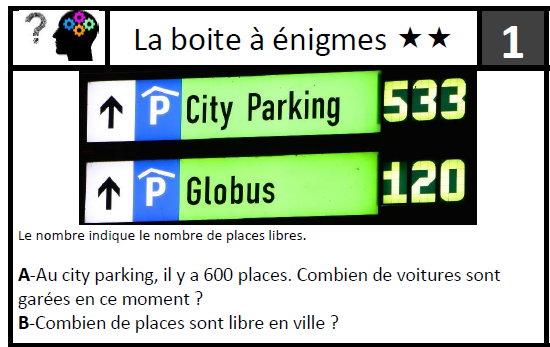 La boite à énigmes ★★
1
P City Parking 533
P Globus 120
Le nombre indique le nombre de places libres.
A-Au city parking, il y a 600 places. Combien de voitures sont
garées en ce moment ?
B-Combien de places sont libre en ville ?